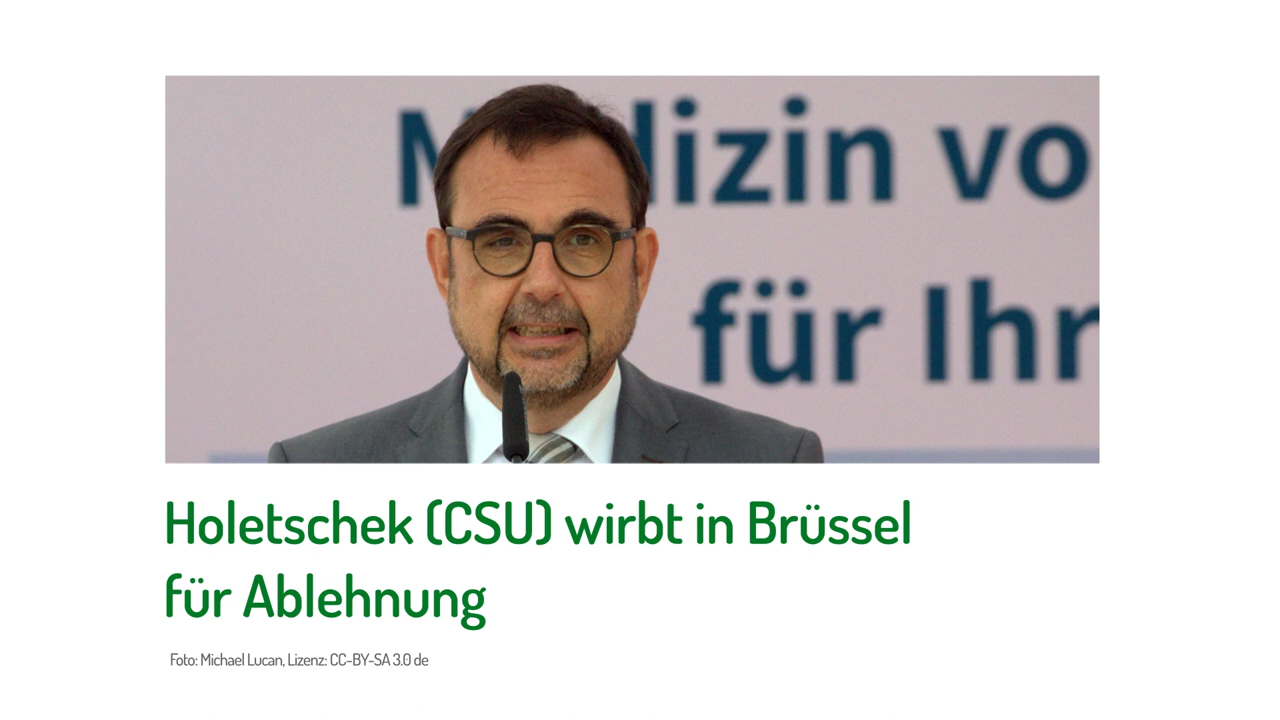 Medizin vo
für Ihr
Holetschek (CSU) wirbt in Brüssel
für Ablehnung
Foto: Michael Lucan, Lizenz: CC-BY-SA 3.0 de